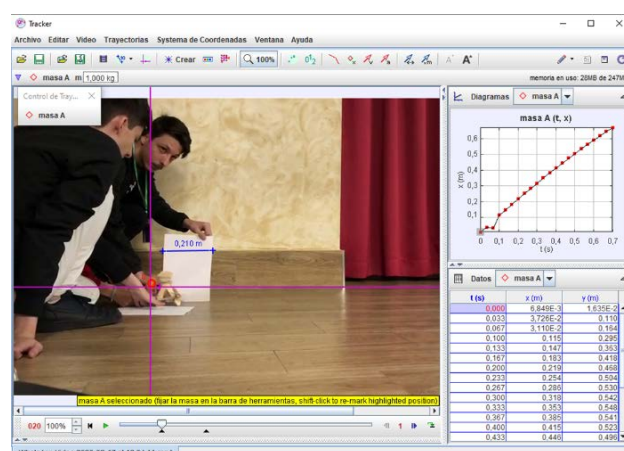 Tracker
Archivo Editar Video Trayectorias Systema de Coordenadas Ventana Ayuda
Crear 100%
masa A m 1,000 kg
memoria en uso: 28MB de 247M
Control de Tray...
masa A
0,210 m
Diagramas masa A
masa A (t, x)
x (m)
0,6
0,5
0,4
0,3
0,2
0,1
0 0,1 0,2 0,3 0,4 0,5 0,6 0,7
t (s)
Datos masa A
t (s) x (m) y (m)
0,000 6,849E-3 1,635E-2
0,033 3,726E-2 0,110
0,067 3,110E-2 0,164
0,100 0,115 0,295
0,133 0,147 0,363
0,167 0,183 0,418
0,200 0,219 0,468
0,233 0,254 0,504
0,267 0,286 0,530
0,300 0,318 0,542
0,333 0,353 0,548
0,367 0,385 0,541
0,400 0,415 0,523
0,433 0,446 0,496
masa A seleccionado (fijar la masa en la barra de herramientas, shift-click to re-mark highlighted position)
020 100% 1